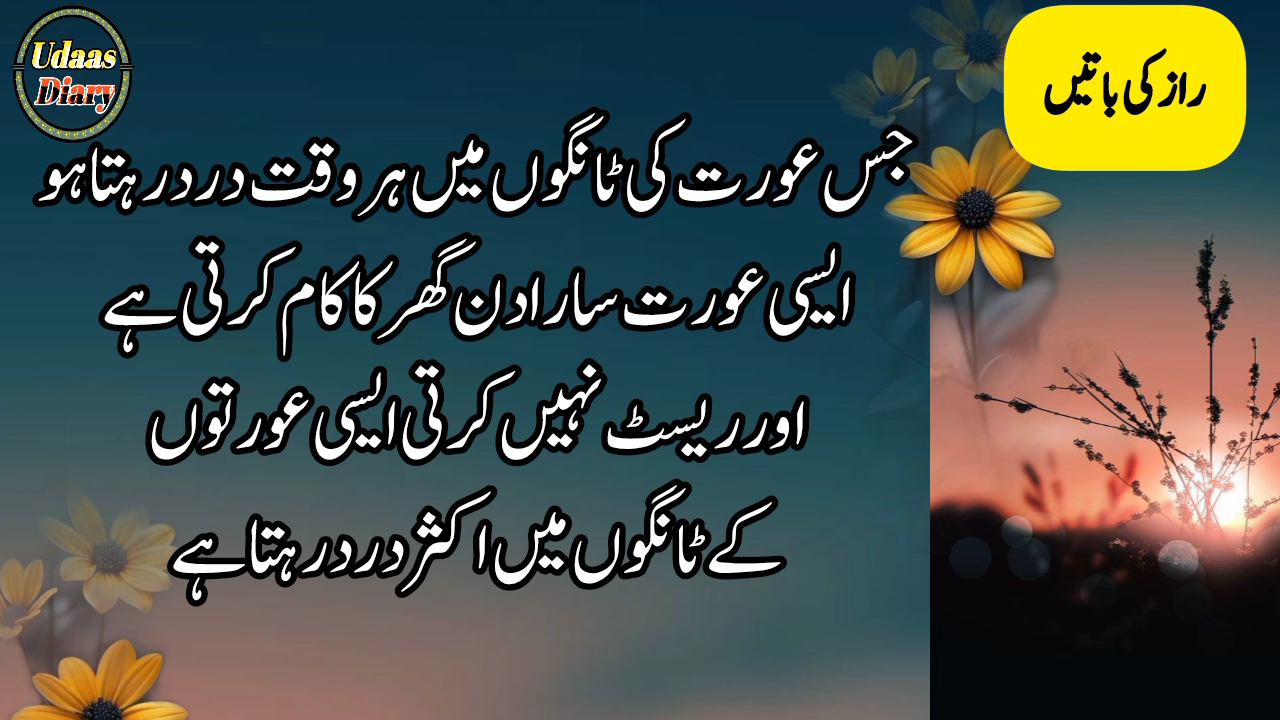 Udaas
Diary
راز کی باتیں
جس عورت کی ٹانگوں میں ہر وقت درد رہتا ہو
ایسی عورت سارا دن گھر کا کام کرتی ہے
اور ریسٹ نہیں کرتی ایسی عورتوں
کے ٹانگوں میں اکثر درد رہتا ہے